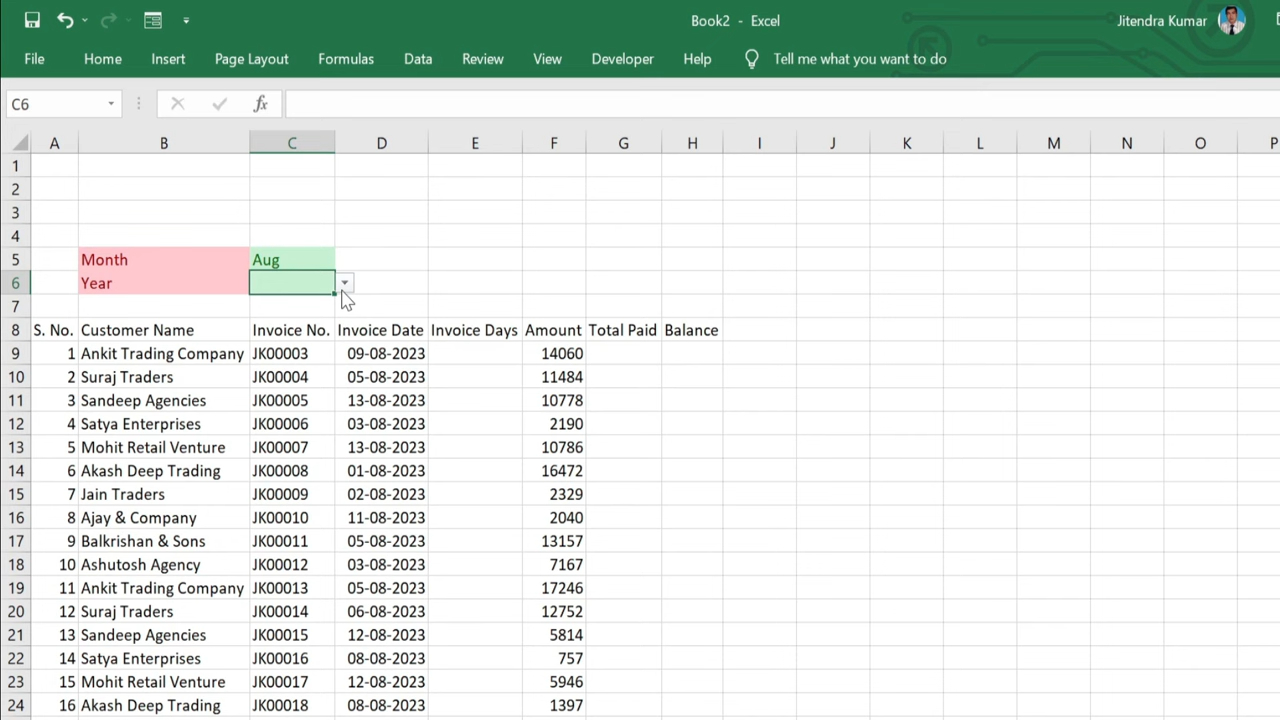 Book2 - Excel
Jitendra Kumar
File Home Insert Page Layout Formulas Data Review View Developer Help Tell me what you want to do
C6 fx
A B C D E F G H I J K L M N O P
1
2
3
4
5 Month Aug
6 Year
7
8 S. No. Customer Name Invoice No. Invoice Date Invoice Days Amount Total Paid Balance
9 1 Ankit Trading Company JK00003 09-08-2023 14060
10 2 Suraj Traders JK00004 05-08-2023 11484
11 3 Sandeep Agencies JK00005 13-08-2023 10778
12 4 Satya Enterprises JK00006 03-08-2023 2190
13 5 Mohit Retail Venture JK00007 13-08-2023 10786
14 6 Akash Deep Trading JK00008 01-08-2023 16472
15 7 Jain Traders JK00009 02-08-2023 2329
16 8 Ajay & Company JK00010 11-08-2023 2040
17 9 Balkrishan & Sons JK00011 05-08-2023 13157
18 10 Ashutosh Agency JK00012 03-08-2023 7167
19 11 Ankit Trading Company JK00013 05-08-2023 17246
20 12 Suraj Traders JK00014 06-08-2023 12752
21 13 Sandeep Agencies JK00015 12-08-2023 5814
22 14 Satya Enterprises JK00016 08-08-2023 757
23 15 Mohit Retail Venture JK00017 12-08-2023 5946
24 16 Akash Deep Trading JK00018 08-08-2023 1397